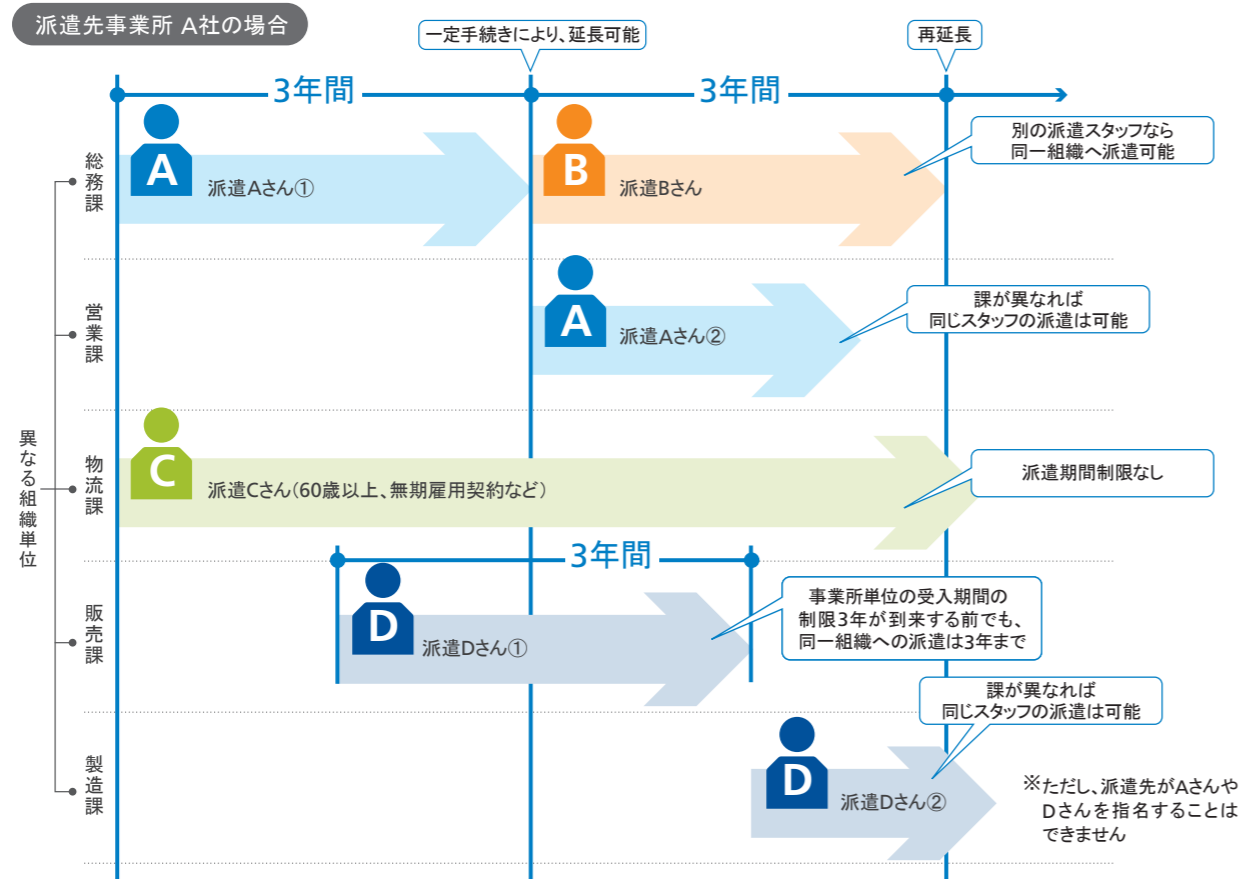 派遣先事業所 A社の場合
一定手続きにより、延長可能
再延長
3年間
3年間
総務課
A
派遣Aさん①
B
派遣Bさん
別の派遣スタッフなら
同一組織へ派遣可能
営業課
A
派遣Aさん②
課が異なれば
同じスタッフの派遣は可能
異なる組織単位
物流課
C
派遣Cさん(60歳以上、無期雇用契約など)
派遣期間制限なし
3年間
販売課
D
派遣Dさん①
事業所単位の受入期間の
制限3年が到来する前でも、
同一組織への派遣は3年まで
製造課
D
派遣Dさん②
課が異なれば
同じスタッフの派遣は可能
※ただし、派遣先がAさんや
Dさんを指名することは
できません